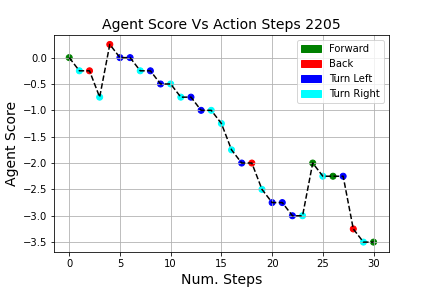 Agent Score Vs Action Steps 2205
Forward
Back
Turn Left
Turn Right
Agent Score
0.0
−0.5
−1.0
−1.5
−2.0
−2.5
−3.0
−3.5
0 5 10 15 20 25 30
Num. Steps